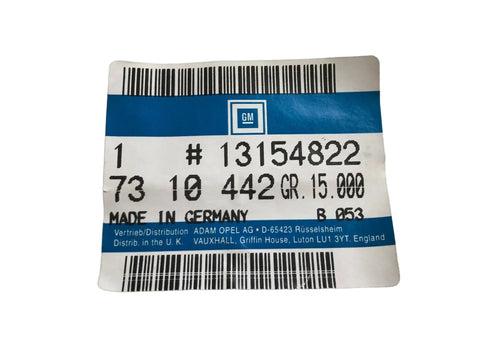 GM
1 # 13154822
73 10 442 GR.15.000
MADE IN GERMANY B 053
Vertrieb/Distribution ADAM OPEL AG • D-65423 Rüsselsheim
Distrib. in the U.K. VAUXHALL, Griffin House, Luton LU1 3YT. England